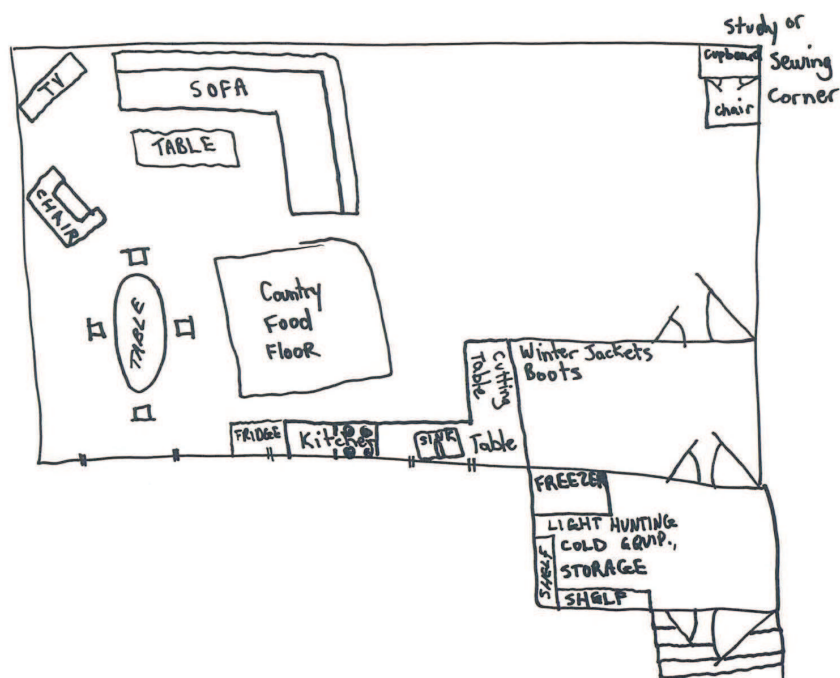 Study or
Sewing
Corner
Cupboard
chair
TV
SOFA
TABLE
CHAIR
TABLE
Country
Food
FLOOR
Cutting
Table
Winter Jackets
Boots
FRIDGE
Kitchen
SINK
Table
FREEZER
LIGHT HUNTING
COLD EQUIP.,
STORAGE
SHELF
SHELF